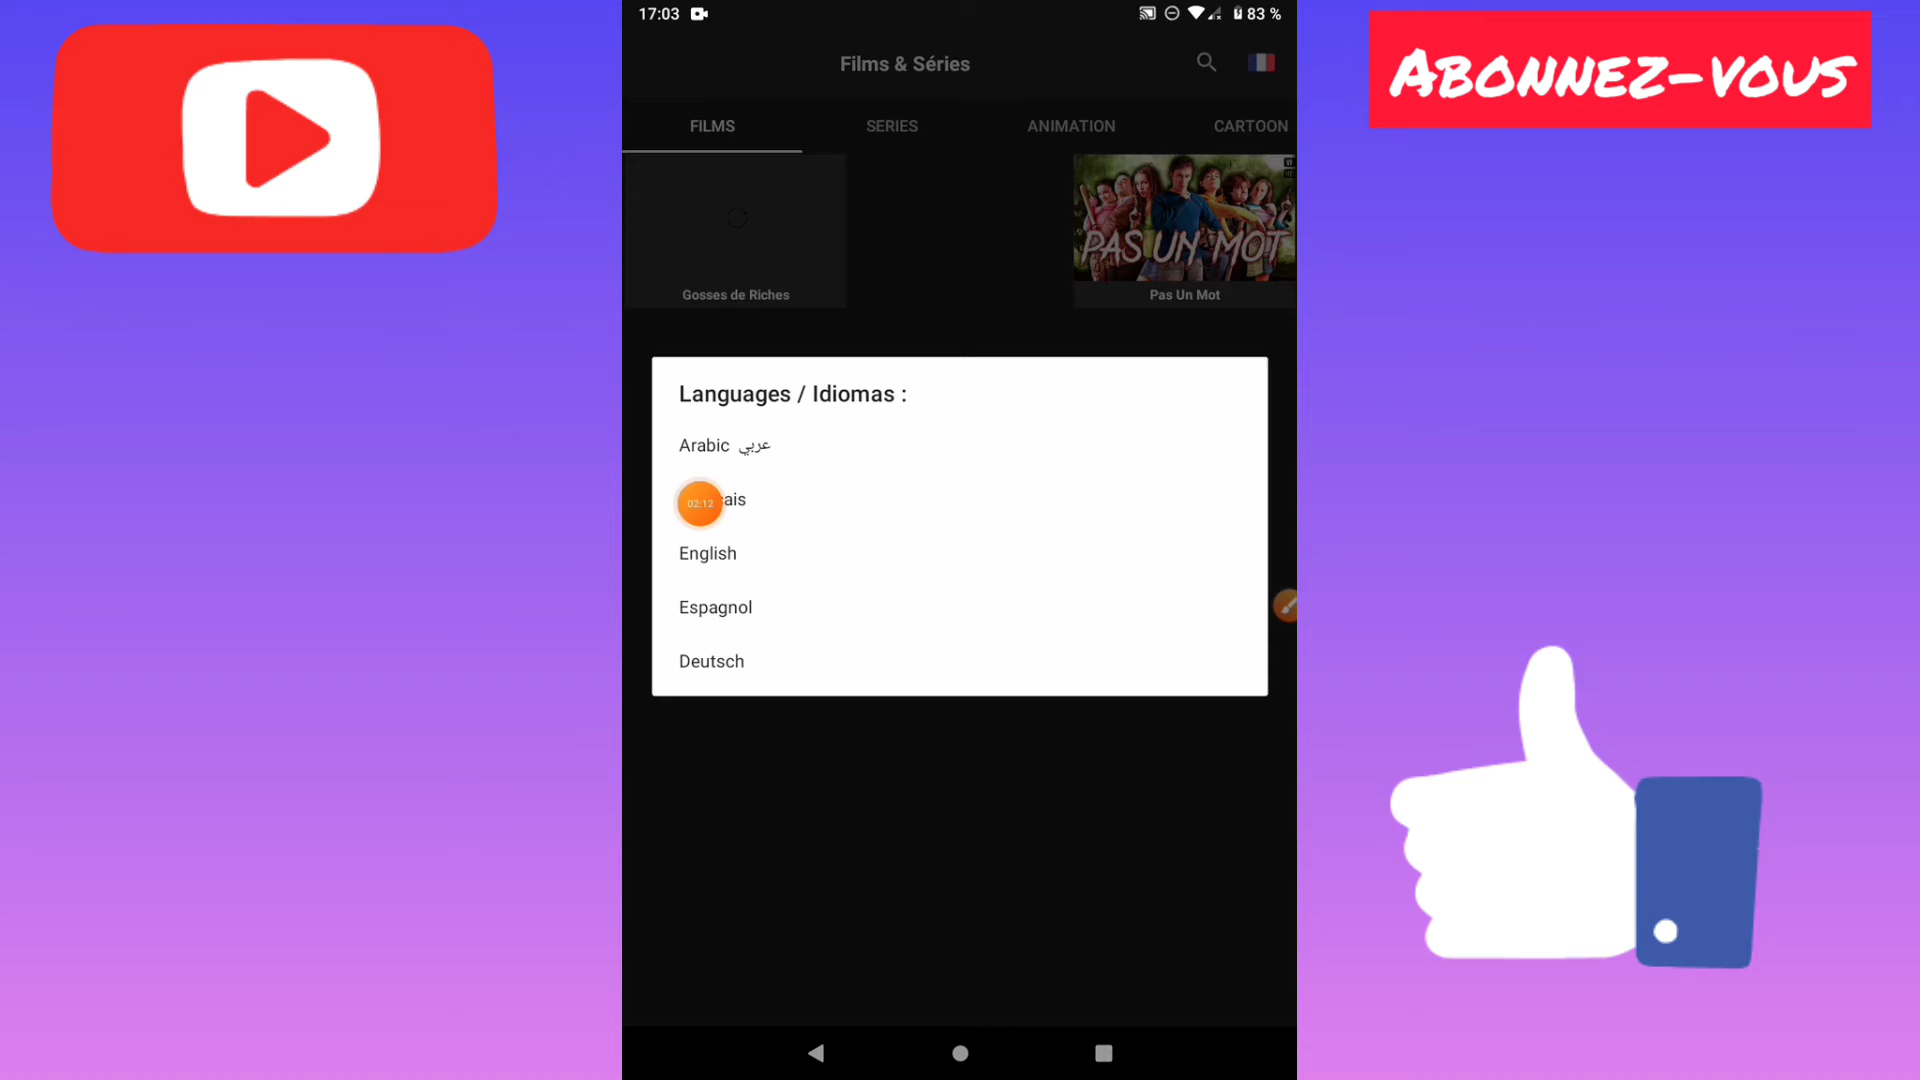 17:03
83 %
ABONNEZ-VOUS
Films & Séries
FILMS
SERIES
ANIMATION
CARTOON
PAS UN MOT
Gosses de Riches
Pas Un Mot
Languages / Idiomas :
Arabic عربي
02:12
ais
English
Espagnol
Deutsch